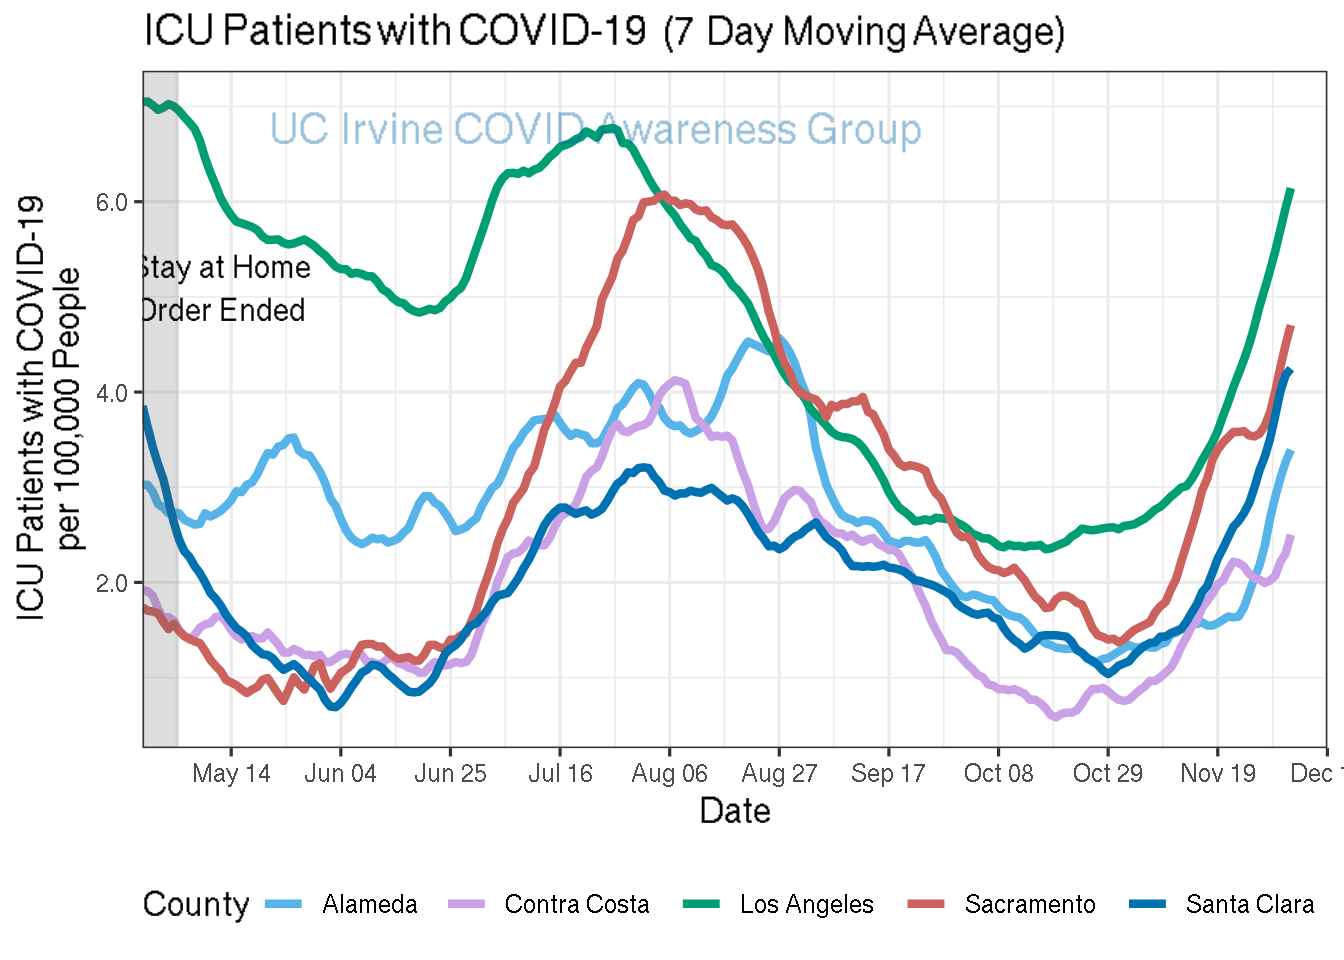 ICU Patients with COVID-19 (7 Day Moving Average)
UC Irvine COVID Awareness Group
ICU Patients with COVID-19
per 100,000 People
6.0
4.0
2.0
Stay at Home
Order Ended
May 14 Jun 04 Jun 25 Jul 16 Aug 06 Aug 27 Sep 17 Oct 08 Oct 29 Nov 19 Dec
Date
County Alameda Contra Costa Los Angeles Sacramento Santa Clara